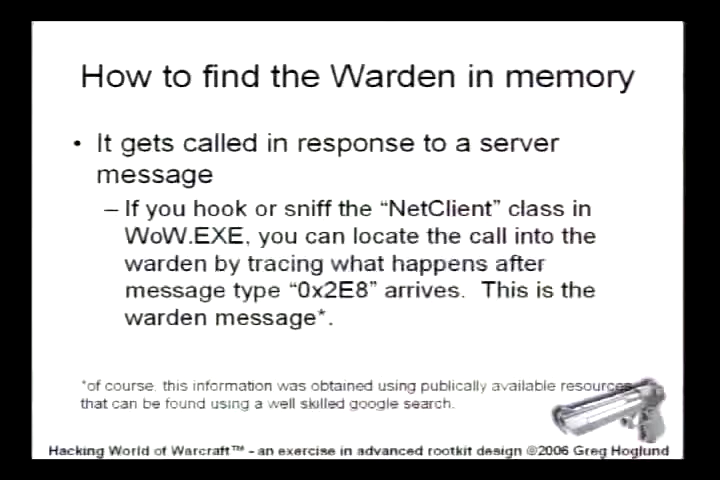 How to find the Warden in memory
• It gets called in response to a server
message
– If you hook or sniff the “NetClient” class in
WoW.EXE, you can locate the call into the
warden by tracing what happens after
message type “0x2E8” arrives. This is the
warden message*.
*of course, this information was obtained using publically available resources
that can be found using a well skilled google search.
Hacking World of Warcraft™ - an exercise in advanced rootkit design ©2006 Greg Hoglund